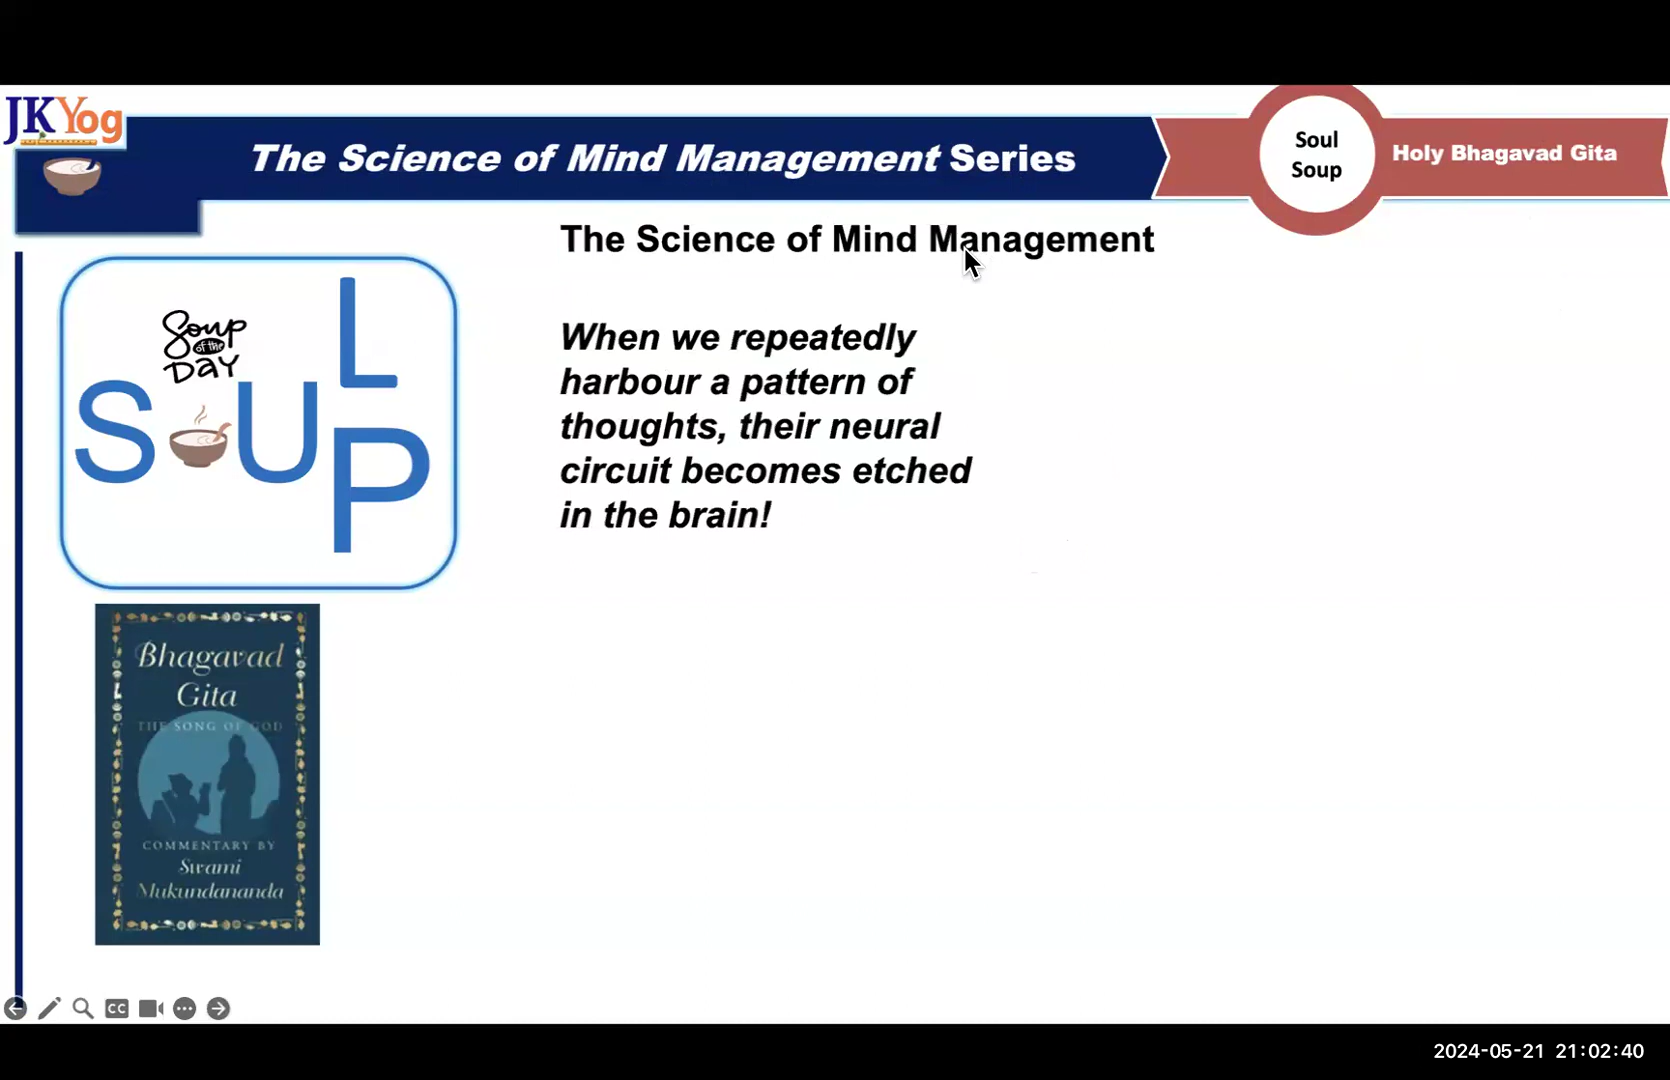 JKYog
The Science of Mind Management Series
Soul
Soup
Holy Bhagavad Gita
The Science of Mind Management
When we repeatedly
harbour a pattern of
thoughts, their neural
circuit becomes etched
in the brain!
Soup
of the
DAY
L
S U
P
Bhagavad
Gita
THE SONG OF GOD
COMMENTARY BY
Swami
Mukundananda
CC
2024-05-21 21:02:40